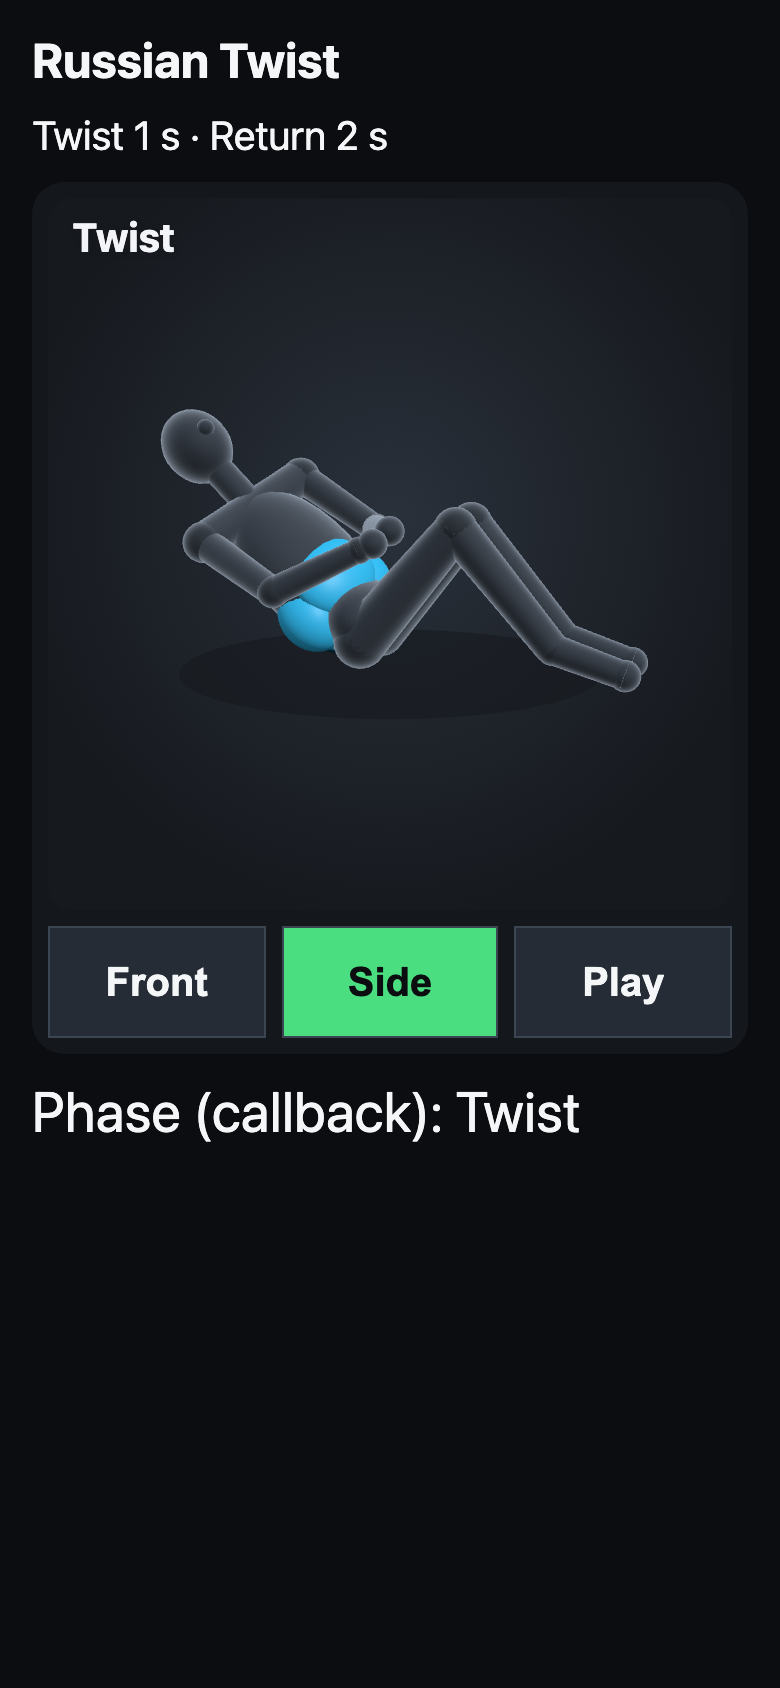 Russian Twist
Twist 1 s · Return 2 s
Twist
Front
Side
Play
Phase (callback): Twist